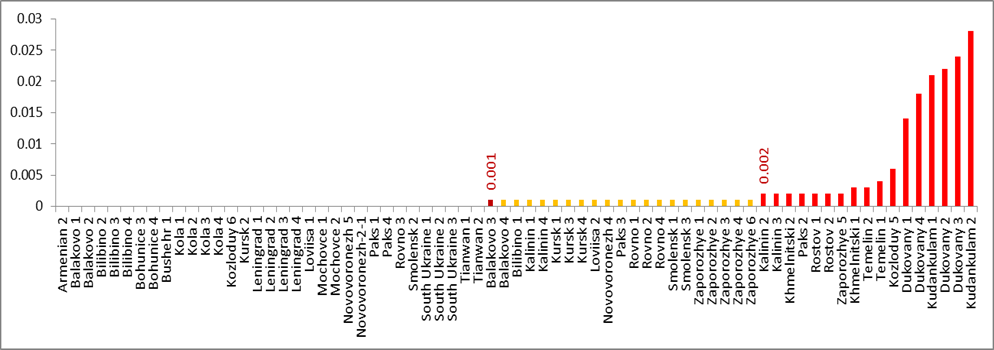 0.03
0.025
0.02
0.015
0.01
0.005
0
0.001
0.002
Armenian 2
Balakovo 1
Balakovo 2
Bilibino 2
Bilibino 3
Bilibino 4
Bohunice 3
Bohunice 4
Bushehr 1
Kola 1
Kola 2
Kola 3
Kola 4
Kozloduy 6
Kursk 2
Leningrad 1
Leningrad 2
Leningrad 3
Leningrad 4
Loviisa 1
Mochovce 1
Mochovce 2
Novovoronezh 5
Novovoronezh-2-1
Paks 1
Paks 4
Rovno 3
Smolensk 2
South Ukraine 1
South Ukraine 2
South Ukraine 3
Tianwan 1
Tianwan 2
Balakovo 3
Balakovo 4
Bilibino 1
Kalinin 1
Kalinin 4
Kursk 1
Kursk 3
Kursk 4
Loviisa 2
Novovoronezh 4
Paks 3
Rovno 1
Rovno 2
Rovno 4
Smolensk 1
Smolensk 3
Zaporozhye 1
Zaporozhye 2
Zaporozhye 3
Zaporozhye 4
Zaporozhye 6
Kalinin 2
Kalinin 3
Khmelnitski 2
Paks 2
Rostov 1
Rostov 2
Zaporozhye 5
Khmelnitski 1
Temelin 2
Temelin 1
Kozloduy 5
Dukovany 1
Dukovany 4
Kudankulam 1
Dukovany 2
Dukovany 3
Kudankulam 2